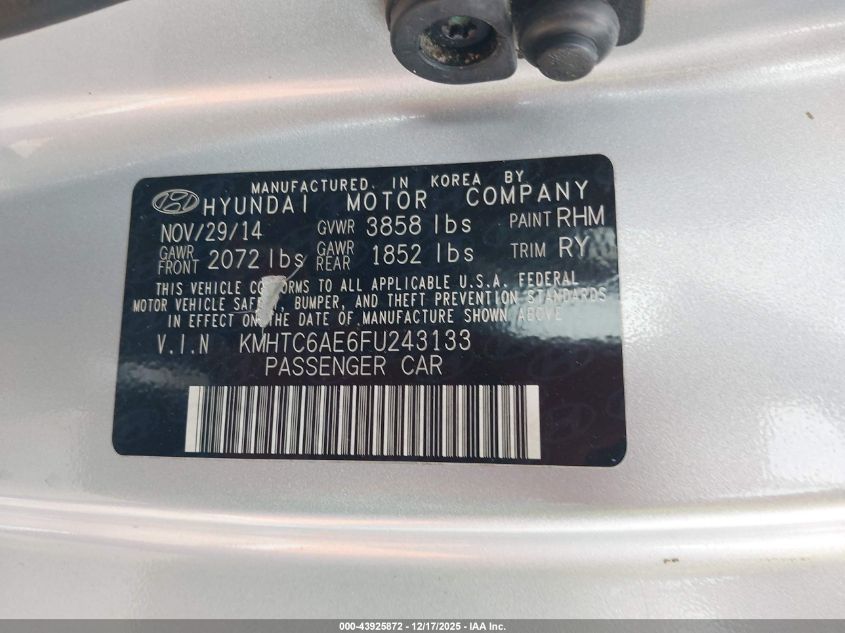 MANUFACTURED IN KOREA BY
HYUNDAI MOTOR COMPANY
NOV/29/14 GVWR 3858 lbs PAINT RHM
GAWR FRONT 2072 lbs GAWR REAR 1852 lbs TRIM RY
THIS VEHICLE CO FORMS TO ALL APPLICABLE U.S.A. FEDERAL
MOTOR VEHICLE SAFE , BUMPER, AND THEFT PREVENTION STANDARDS
IN EFFECT ON THE DATE OF MANUFACTURE SHOWN ABOVE
V.I.N KMHTC6AE6FU243133
PASSENGER CAR
000-43925872 | 12/17/2025 - IAA Inc.